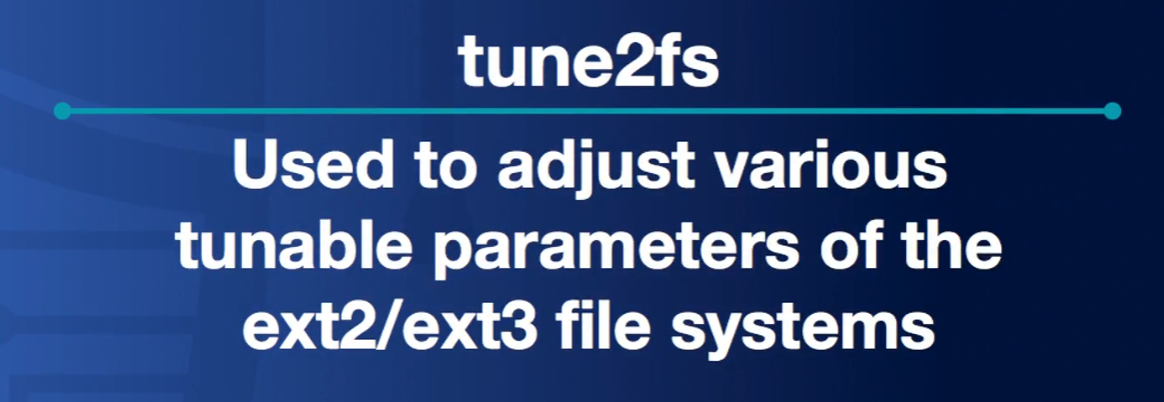 tune2fs
Used to adjust various
tunable parameters of the
ext2/ext3 file systems